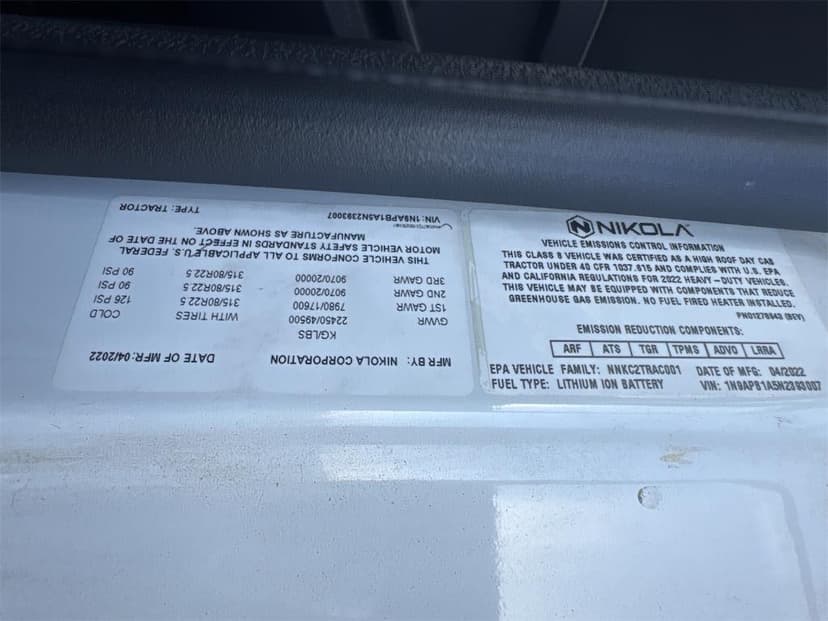 MFR BY: NIKOLA CORPORATION DATE OF MFR: 04/2022
KG/LBS
GVWR 22450/49500 WITH TIRES COLD
1ST GAWR 7980/17600 315/80R22.5 126 PSI
2ND GAWR 9070/20000 315/80R22.5 90 PSI
3RD GAWR 9070/20000 315/80R22.5 90 PSI
THIS VEHICLE CONFORMS TO ALL APPLICABLE U.S. FEDERAL
MOTOR VEHICLE SAFETY STANDARDS IN EFFECT ON THE DATE OF
MANUFACTURE AS SHOWN ABOVE.
VIN: 1N9APB1A5N2393007 TYPE: TRACTOR
NIKOLA
VEHICLE EMISSIONS CONTROL INFORMATION
THIS CLASS 8 VEHICLE WAS CERTIFIED AS A HIGH ROOF DAY CAB
TRACTOR UNDER 40 CFR 1037.615 AND COMPLIES WITH U.S. EPA
AND CALIFORNIA REGULATIONS FOR 2022 HEAVY-DUTY VEHICLES.
THIS VEHICLE MAY BE EQUIPPED WITH COMPONENTS THAT REDUCE
GREENHOUSE GAS EMISSION. NO FUEL FIRED HEATER INSTALLED.
(BEV)
EMISSION REDUCTION COMPONENTS:
ARF ATS TGR TPMS ADVO LRRA
EPA VEHICLE FAMILY: NNKC2TRAC001 DATE OF MFG: 04/2022
FUEL TYPE: LITHIUM ION BATTERY VIN: 1N9APB1A5N2393007